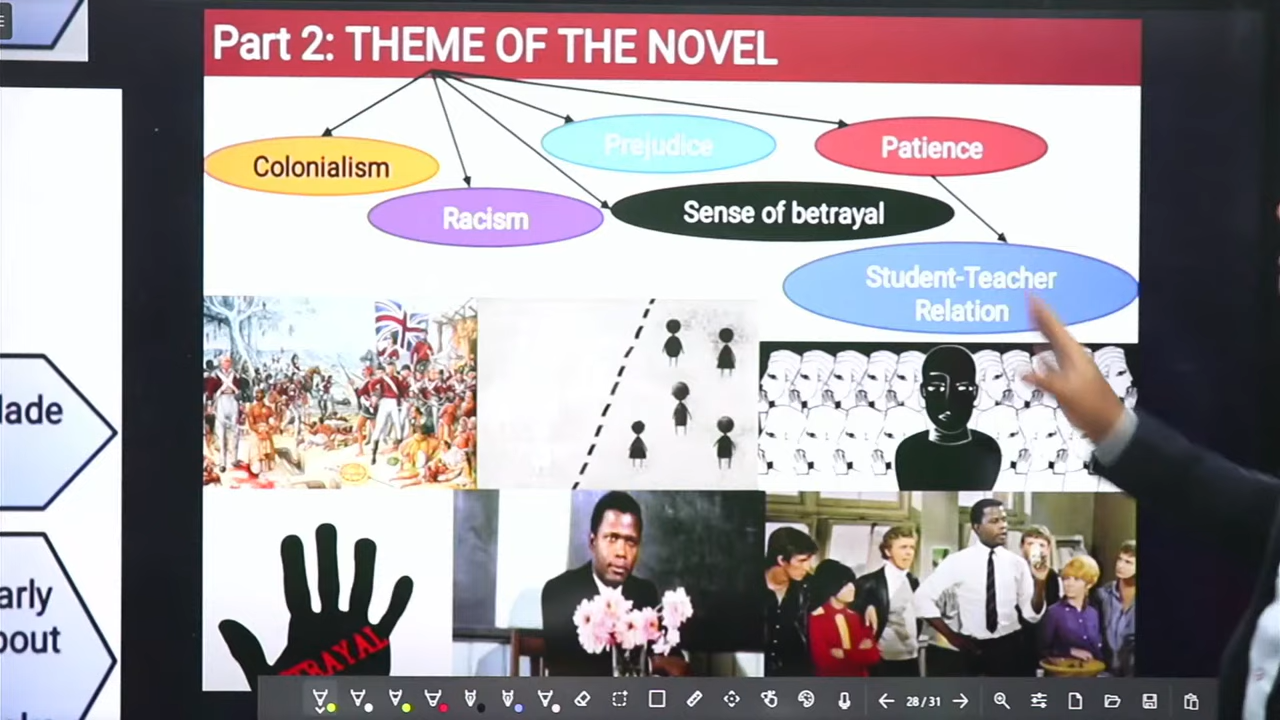 Part 2: THEME OF THE NOVEL
Prejudice
Patience
Colonialism
Racism
Sense of betrayal
Student-Teacher
Relation
lade
arly
bout
TRAYAL
28/31